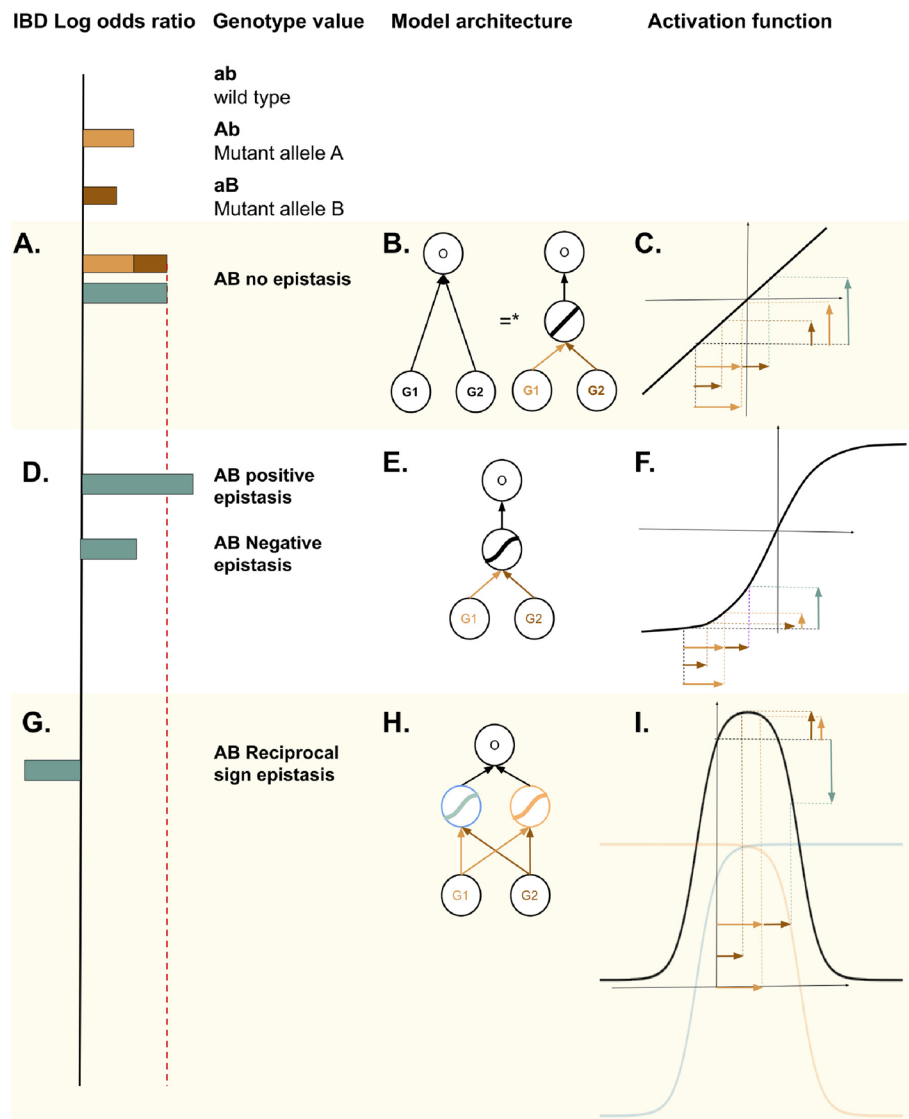 IBD Log odds ratio Genotype value Model architecture Activation function
ab
wild type
Ab
Mutant allele A
aB
Mutant allele B
A. B. C.
O O
AB no epistasis
=*
G1 G2 G1 G2
D. E. F.
AB positive
epistasis
O
AB Negative
epistasis
G1 G2
G. H. I.
AB Reciprocal
sign epistasis
O
G1 G2